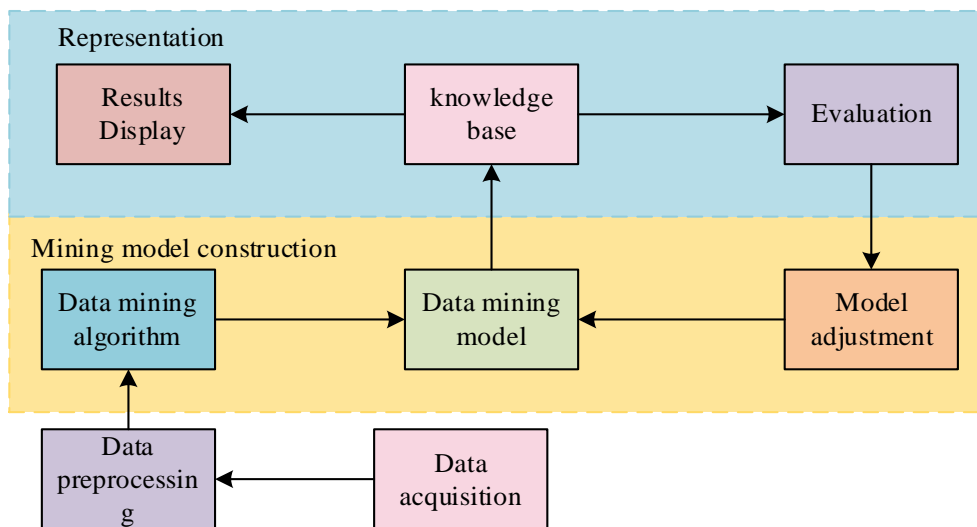 Representation
Results
Display
knowledge
base
Evaluation
Mining model construction
Data mining
algorithm
Data mining
model
Model
adjustment
Data
preprocessin
g
Data
acquisition